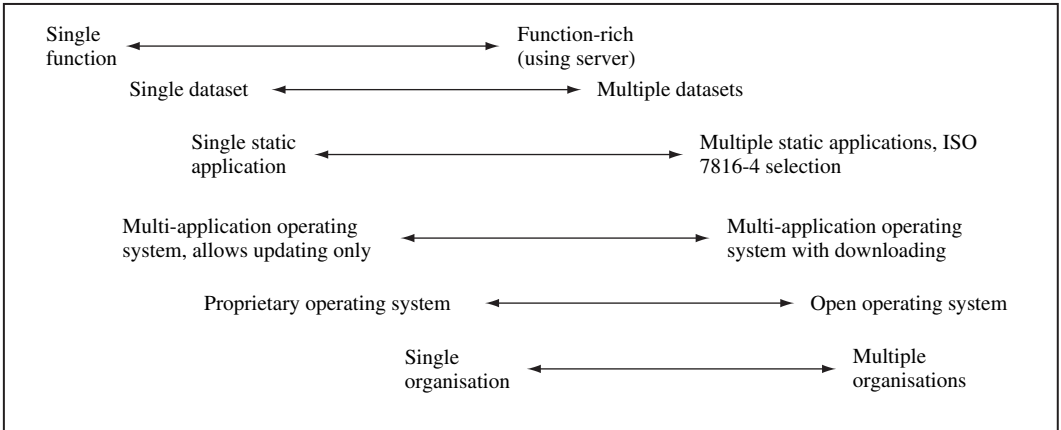 Single
function
Function-rich
(using server)
Single dataset
Multiple datasets
Single static
application
Multiple static applications, ISO
7816-4 selection
Multi-application operating
system, allows updating only
Multi-application operating
system with downloading
Proprietary operating system
Open operating system
Single
organisation
Multiple
organisations